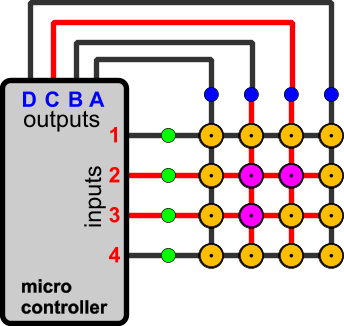 D C B A
outputs
1
2
inputs
3
4
micro
controller